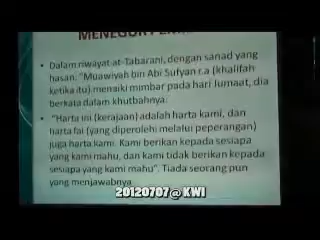 MENEGUR
• Dalam riwayat at-Tabarani, dengan sanad yang
hasan. "Muawiyah bin Abi Sufyan r.a (khalifah
ketika itu) menaiki mimbar pada hari Jumaat, dia
berkata dalam khutbahnya:
• "Harta ini (kerajaan) adalah harta kami, dan
harta fai (yang diperolehi melalui peperangan)
juga harta kami. Kami berikan kepada sesiapa
yang kami mahu, dan kami tidak berikan kepada
sesiapa yang kami mahu". Tiada seorang pun
yang menjawabnya
20120707@KWI